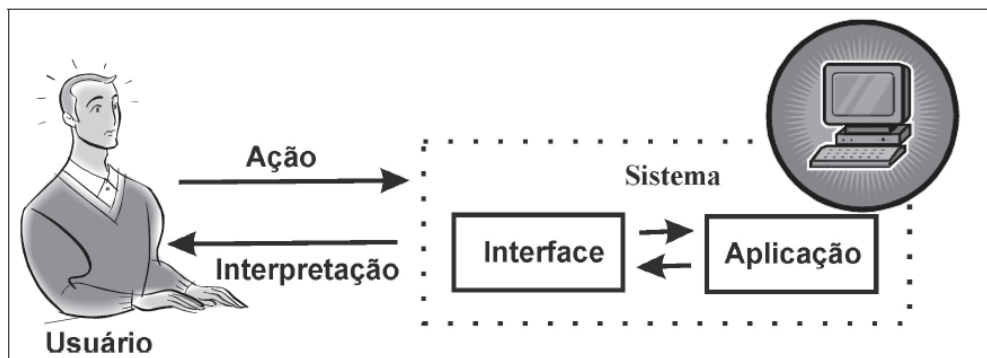 Ação
Sistema
Interface
Aplicação
Interpretação
Usuário